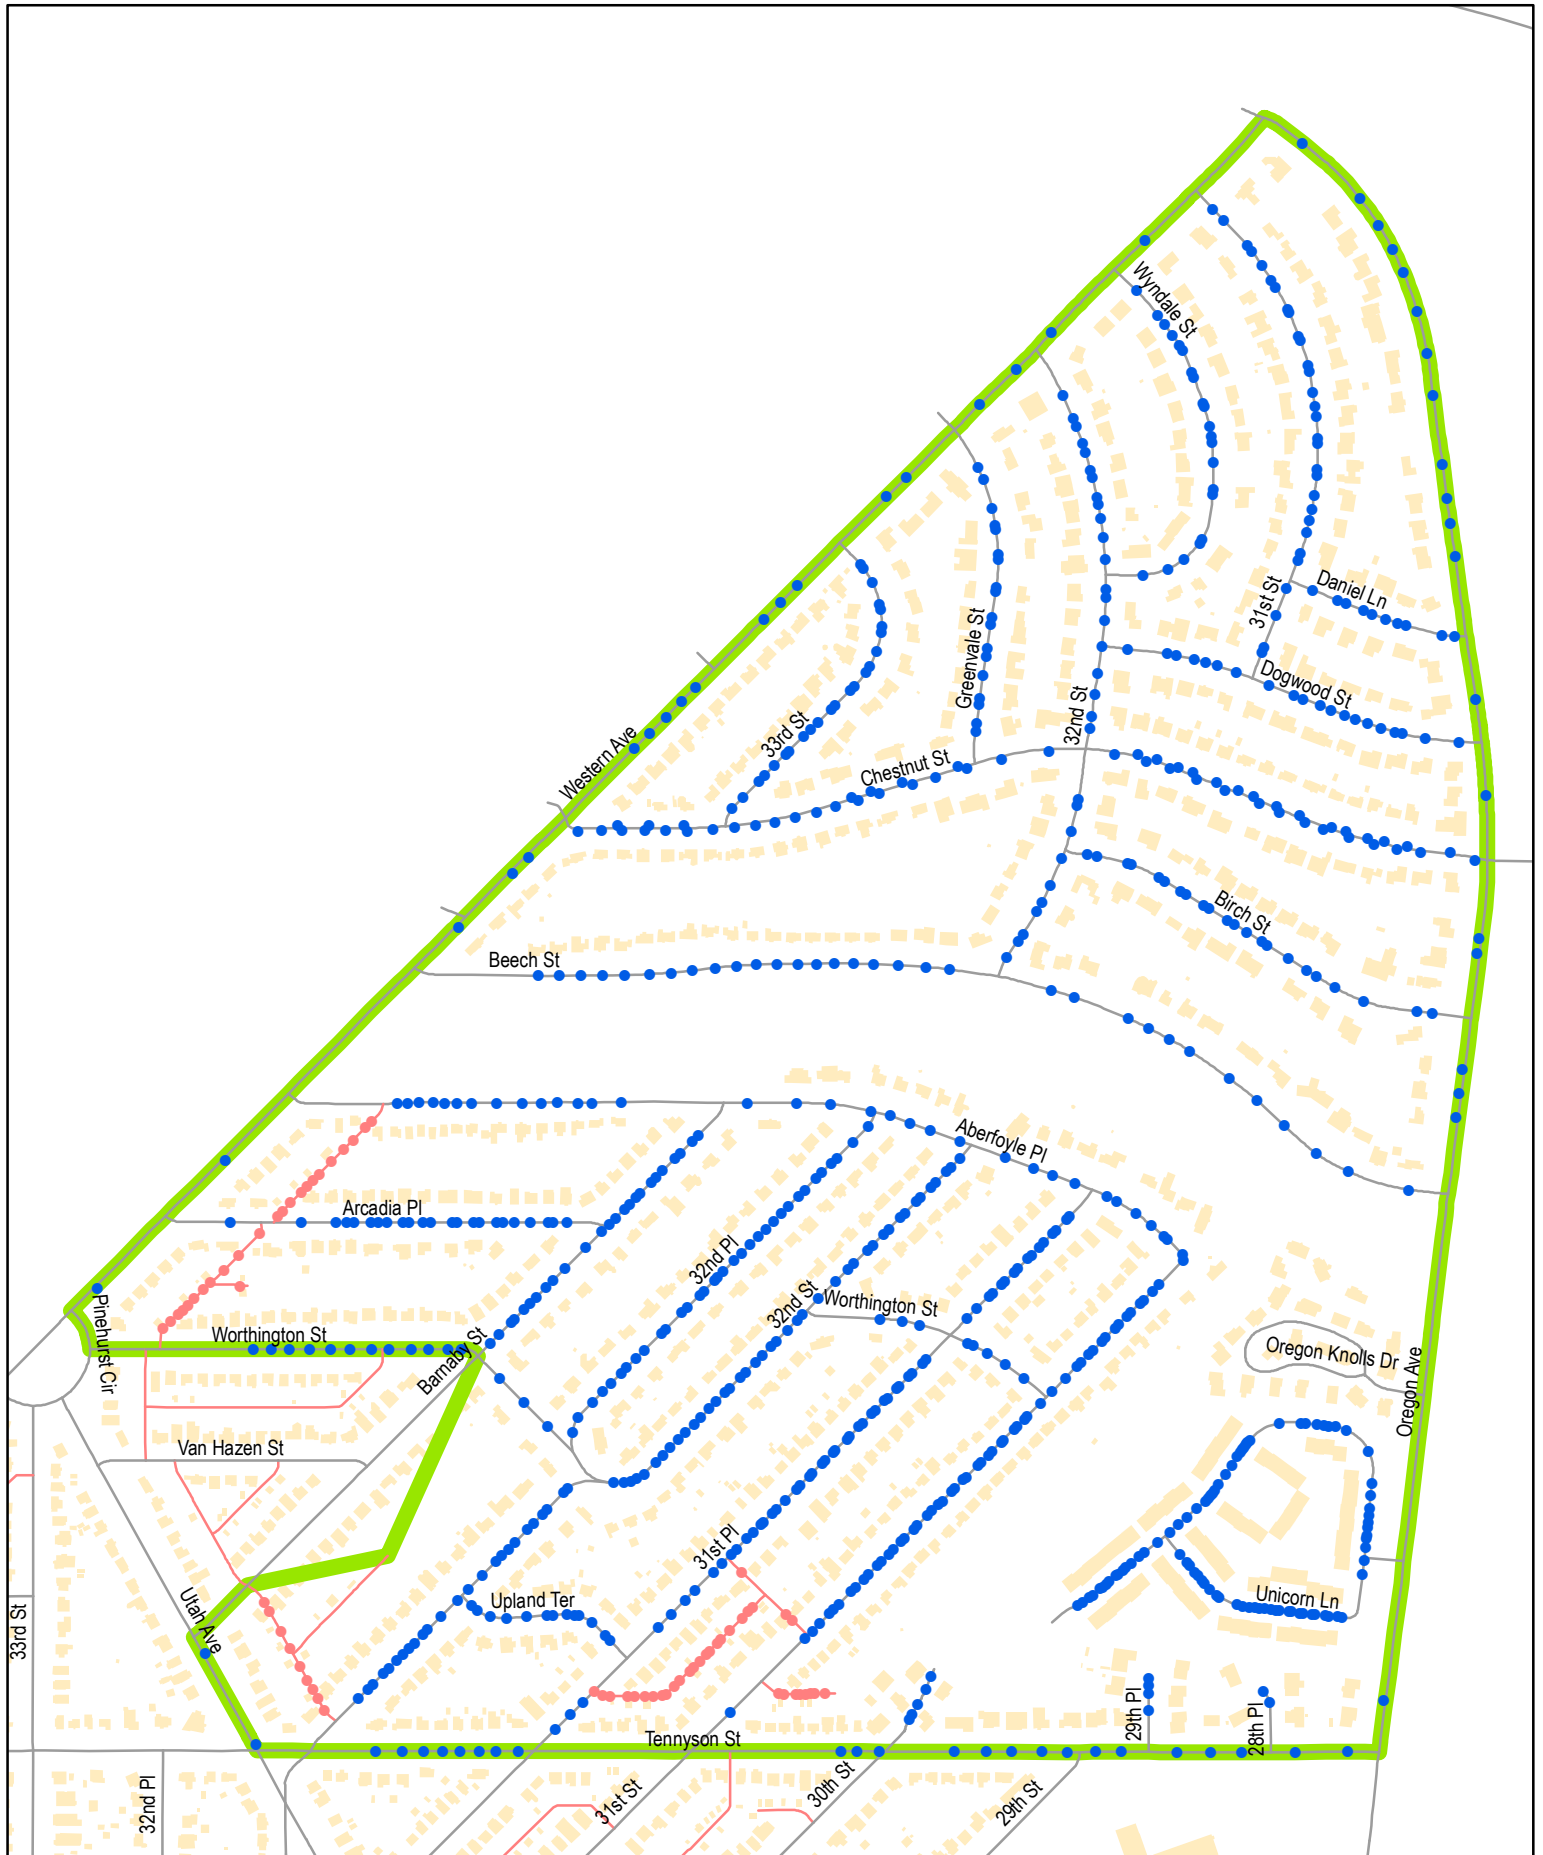 Wyndale St
Daniel Ln
31st St
Greenvale St
Dogwood St
32nd St
33rd St
Western Ave
Chestnut St
Birch St
Beech St
Aberfoyle Pl
Arcadia Pl
32nd Pl
32nd St
Worthington St
Pinehurst Cir
Worthington St
Barnaby St
Oregon Knolls Dr
Oregon Ave
Van Hazen St
31st Pl
Upland Ter
Unicorn Ln
Utah Ave
33rd St
29th Pl
28th Pl
Tennyson St
32nd Pl
31st St
30th St
29th St